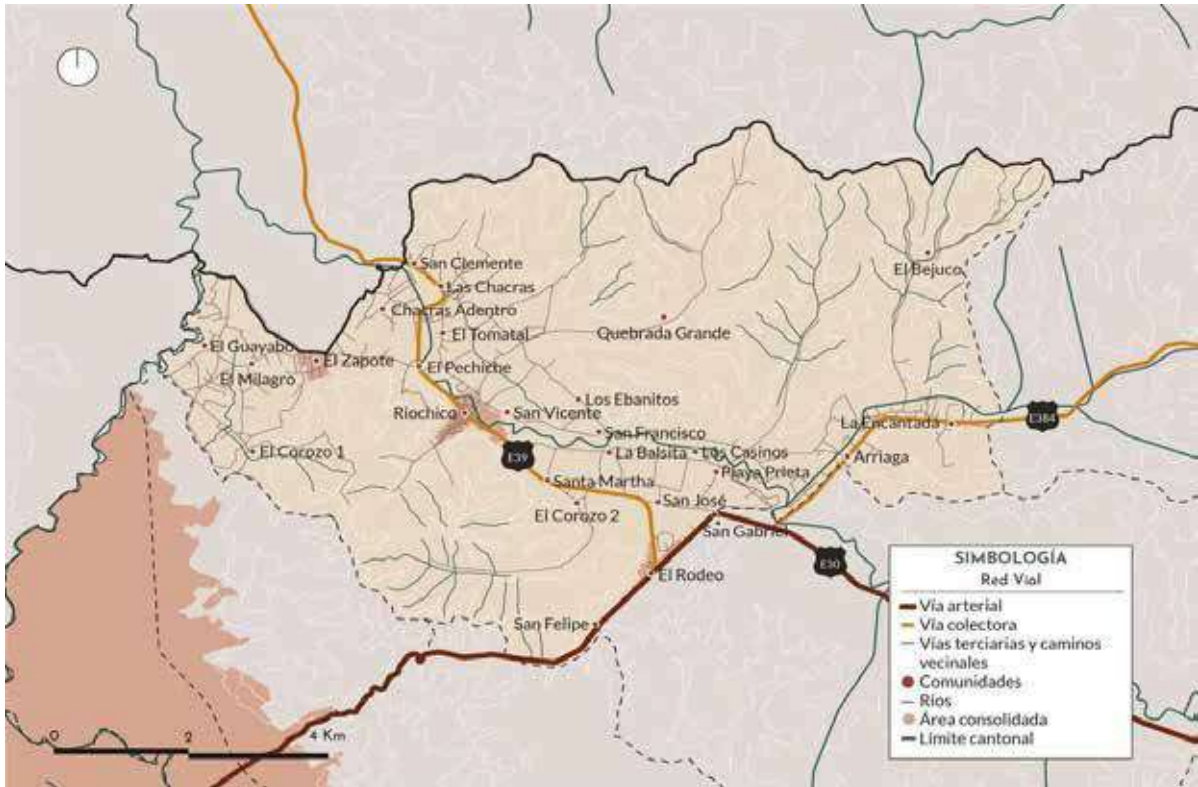 San Clemente
El Bejuco
Las Chacras
Chacras Adentro
Quebrada Grande
El Tomatal
El Guayabo
El Zapote
El Milagro
El Pechiche
Los Ebanitos
Riochico
San Vicente
La Encantada
E384
San Francisco
El Corozo 1
E39
La Balsita
Los Casinos
Arriaga
Playa Prieta
Santa Martha
San José
El Corozo 2
San Gabriel
E30
El Rodeo
San Felipe
SIMBOLOGÍA
Red Vial
Vía arterial
Vía colectora
Vías terciarias y caminos
vecinales
Comunidades
Ríos
Área consolidada
Límite cantonal
0 2 4 Km